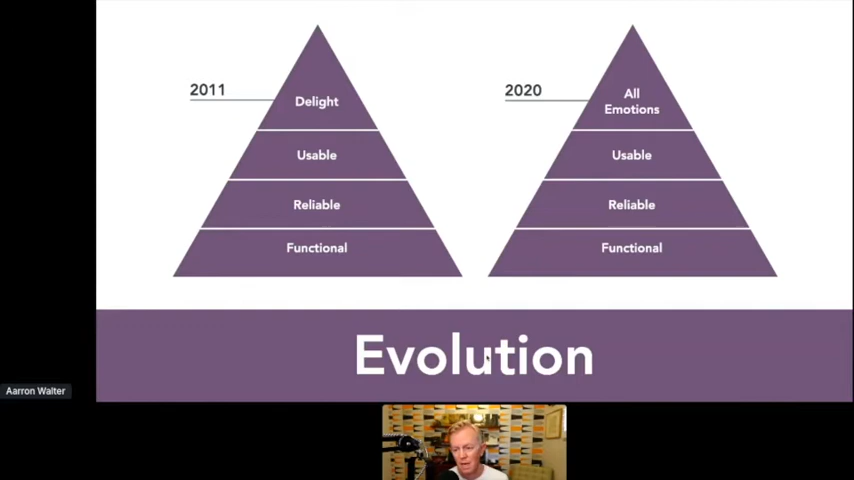 2011
Delight
Usable
Reliable
Functional
2020
All
Emotions
Usable
Reliable
Functional
Evolution
Aarron Walter